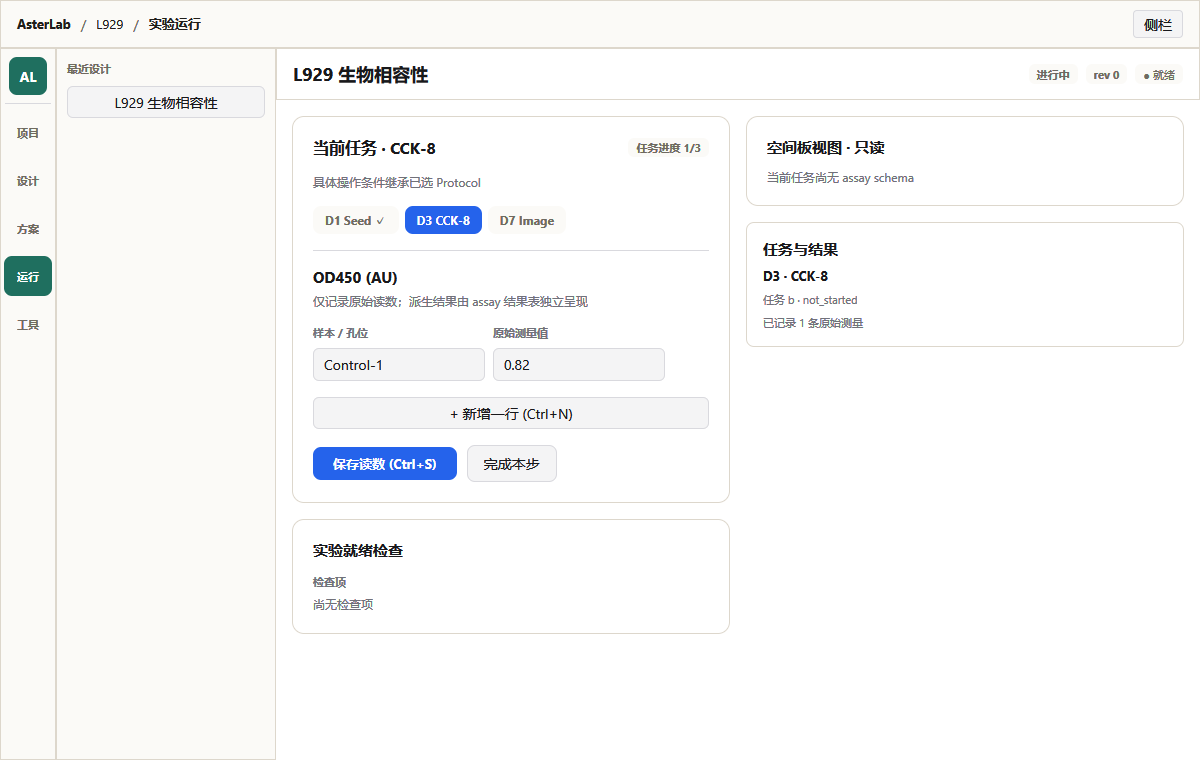 AsterLab / L929 / 实验运行
侧栏
AL
项目
设计
方案
运行
工具
最近设计
L929 生物相容性
L929 生物相容性
进行中 rev 0 ● 就绪
当前任务 · CCK-8
任务进度 1/3
具体操作条件继承已选 Protocol
D1 Seed ✓ D3 CCK-8 D7 Image
OD450 (AU)
仅记录原始读数；派生结果由 assay 结果表独立呈现
样本 / 孔位 原始测量值
Control-1 0.82
+ 新增一行 (Ctrl+N)
保存读数 (Ctrl+S) 完成本步
实验就绪检查
检查项
尚无检查项
空间板视图 · 只读
当前任务尚无 assay schema
任务与结果
D3 · CCK-8
任务 b · not_started
已记录 1 条原始测量